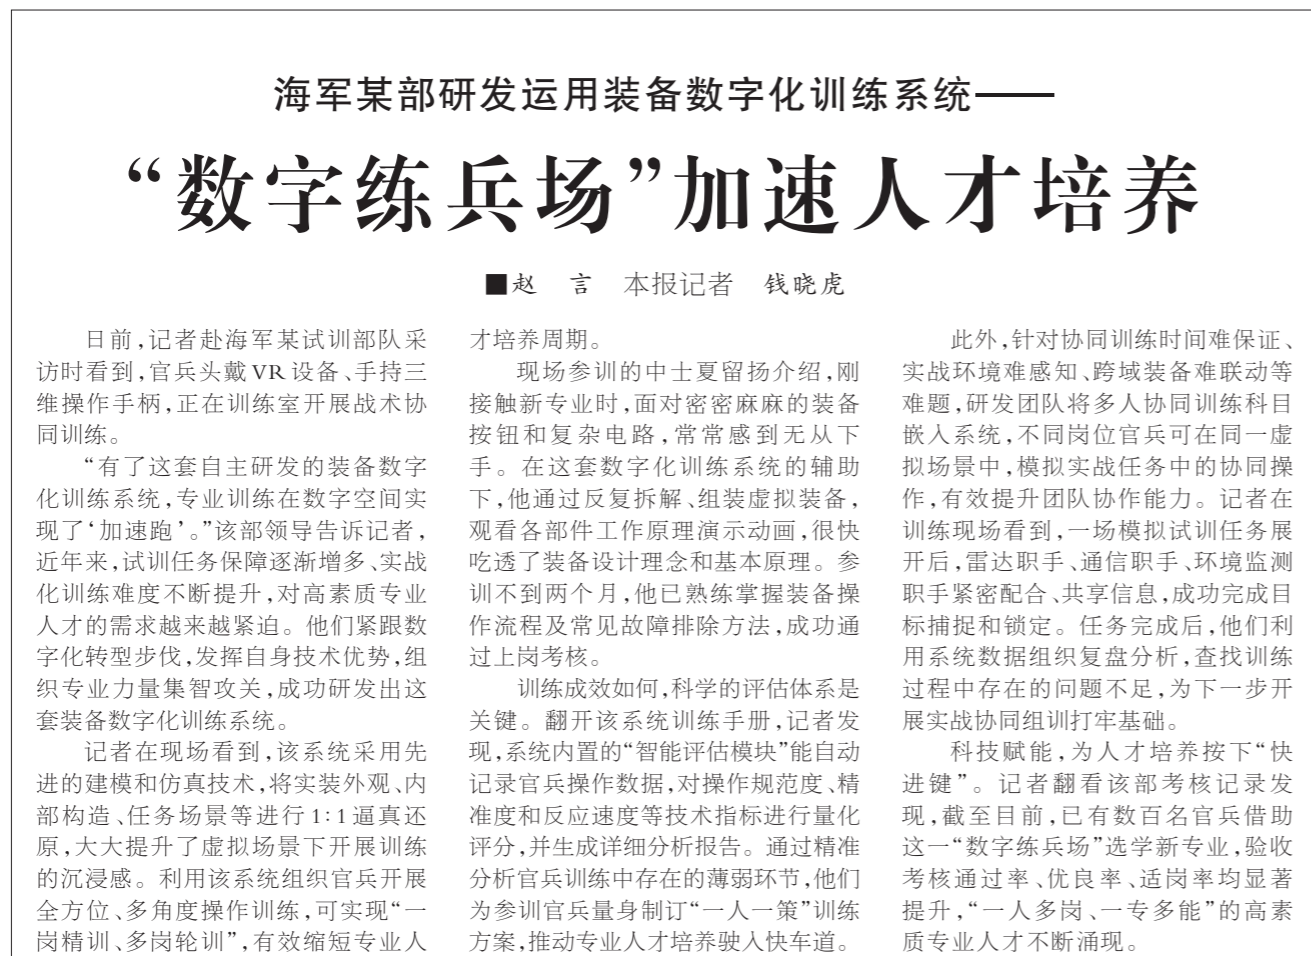 海军某部研发运用装备数字化训练系统——
“数字练兵场”加速人才培养
■赵　言　本报记者　钱晓虎
日前，记者赴海军某试训部队采
访时看到，官兵头戴VR设备、手持三
维操作手柄，正在训练室开展战术协
同训练。
“有了这套自主研发的装备数字
化训练系统，专业训练在数字空间实
现了‘加速跑’。”该部领导告诉记者，
近年来，试训任务保障逐渐增多、实战
化训练难度不断提升，对高素质专业
人才的需求越来越紧迫。他们紧跟数
字化转型步伐，发挥自身技术优势，组
织专业力量集智攻关，成功研发出这
套装备数字化训练系统。
记者在现场看到，该系统采用先
进的建模和仿真技术，将实装外观、内
部构造、任务场景等进行1∶1逼真还
原，大大提升了虚拟场景下开展训练
的沉浸感。利用该系统组织官兵开展
全方位、多角度操作训练，可实现“一
岗精训、多岗轮训”，有效缩短专业人
才培养周期。
现场参训的中士夏留扬介绍，刚
接触新专业时，面对密密麻麻的装备
按钮和复杂电路，常常感到无从下
手。在这套数字化训练系统的辅助
下，他通过反复拆解、组装虚拟装备，
观看各部件工作原理演示动画，很快
吃透了装备设计理念和基本原理。参
训不到两个月，他已熟练掌握装备操
作流程及常见故障排除方法，成功通
过上岗考核。
训练成效如何，科学的评估体系是
关键。翻开该系统训练手册，记者发
现，系统内置的“智能评估模块”能自动
记录官兵操作数据，对操作规范度、精
准度和反应速度等技术指标进行量化
评分，并生成详细分析报告。通过精准
分析官兵训练中存在的薄弱环节，他们
为参训官兵量身制订“一人一策”训练
方案，推动专业人才培养驶入快车道。
此外，针对协同训练时间难保证、
实战环境难感知、跨域装备难联动等
难题，研发团队将多人协同训练科目
嵌入系统，不同岗位官兵可在同一虚
拟场景中，模拟实战任务中的协同操
作，有效提升团队协作能力。记者在
训练现场看到，一场模拟试训任务展
开后，雷达职手、通信职手、环境监测
职手紧密配合、共享信息，成功完成目
标捕捉和锁定。任务完成后，他们利
用系统数据组织复盘分析，查找训练
过程中存在的问题不足，为下一步开
展实战协同组训打牢基础。
科技赋能，为人才培养按下“快
进键”。记者翻看该部考核记录发
现，截至目前，已有数百名官兵借助
这一“数字练兵场”选学新专业，验收
考核通过率、优良率、适岗率均显著
提升，“一人多岗、一专多能”的高素
质专业人才不断涌现。